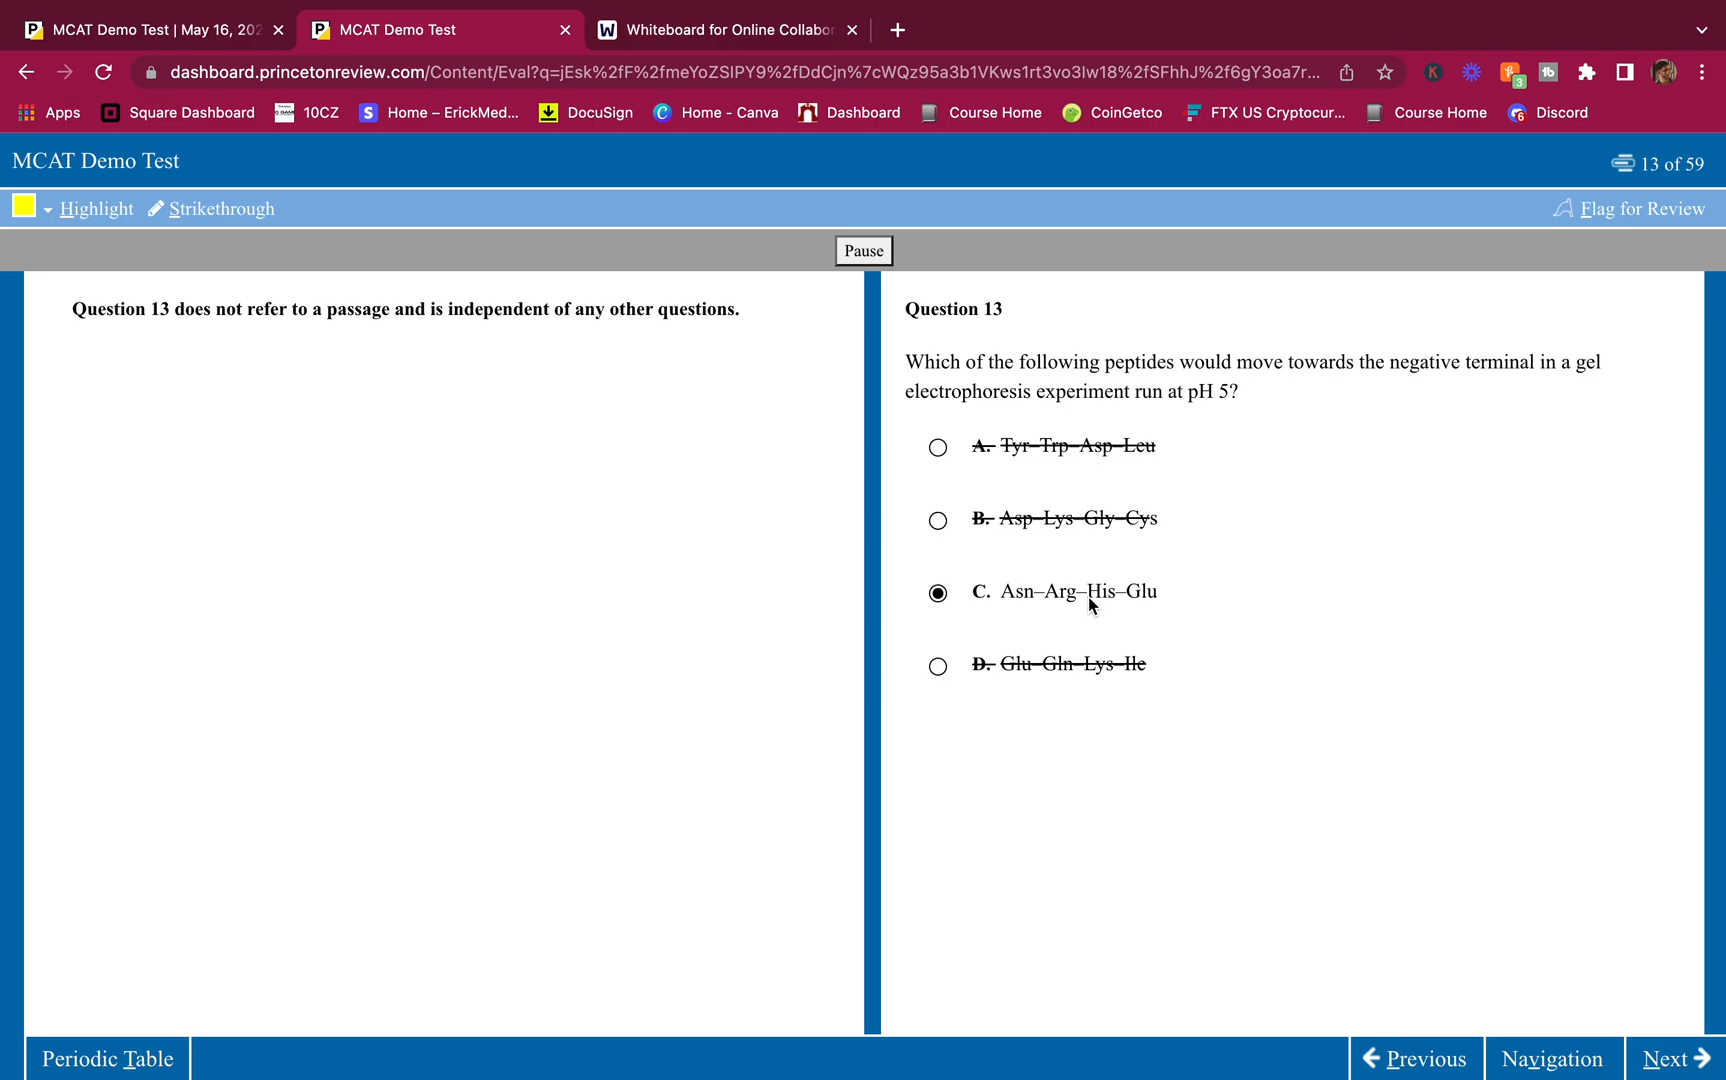 MCAT Demo Test | May 16, 202
MCAT Demo Test
Whiteboard for Online Collabor
dashboard.princetonreview.com/Content/Eval?q=jEsk%2fF%2fmeYoZSIPY9%2fDdCjn%7cWQz95a3b1VKws1rt3vo3lw18%2fSFhhJ%2f6gY3oa7r...
3
Apps
Square Dashboard
10CZ
Home – ErickMed...
DocuSign
Home - Canva
Dashboard
Course Home
CoinGetco
FTX US Cryptocur...
Course Home
6
Discord
MCAT Demo Test
13 of 59
Highlight
Strikethrough
Flag for Review
Pause
Question 13 does not refer to a passage and is independent of any other questions.
Question 13
Which of the following peptides would move towards the negative terminal in a gel
electrophoresis experiment run at pH 5?
A. Tyr–Trp–Asp–Leu
B. Asp–Lys–Gly–Cys
C. Asn–Arg–His–Glu
D. Glu–Gln–Lys–Ile
Periodic Table
Previous
Navigation
Next